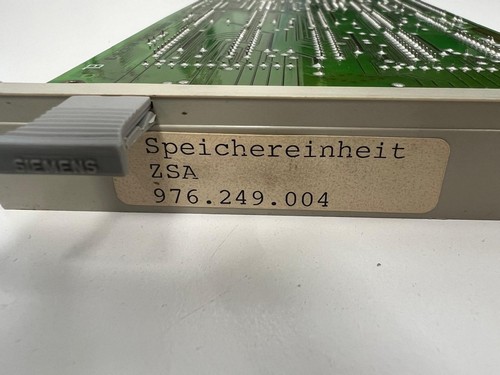 Speichereinheit
ZSA
976.249.004
SIEMENS